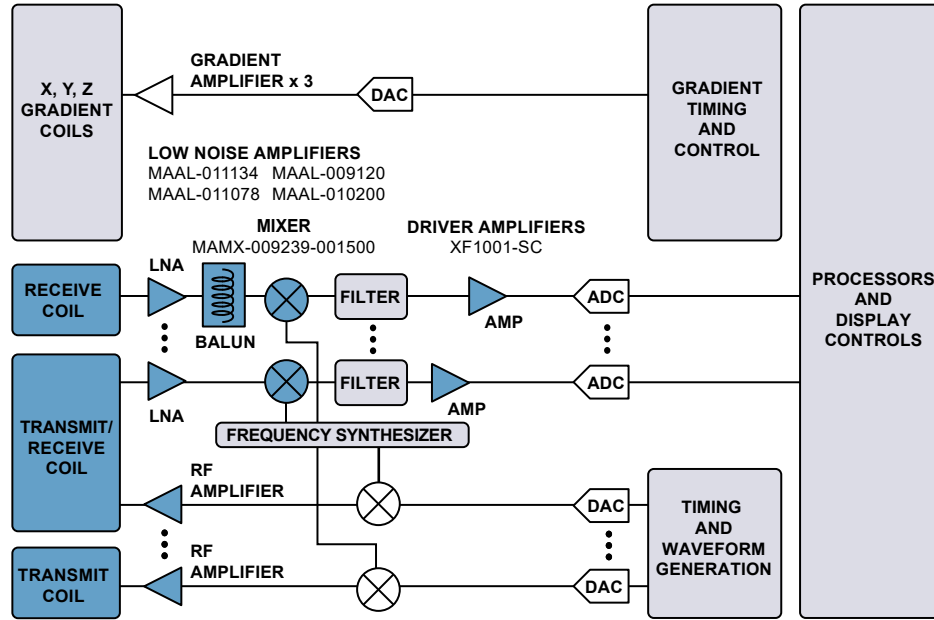 X, Y, Z
GRADIENT
COILS
GRADIENT
AMPLIFIER x 3
DAC
GRADIENT
TIMING
AND
CONTROL
LOW NOISE AMPLIFIERS
MAAL-011134 MAAL-009120
MAAL-011078 MAAL-010200
MIXER
MAMX-009239-001500
DRIVER AMPLIFIERS
XF1001-SC
RECEIVE
COIL
LNA
BALUN
FILTER
AMP
ADC
PROCESSORS
AND
DISPLAY
CONTROLS
TRANSMIT/
RECEIVE
COIL
LNA
FILTER
AMP
ADC
FREQUENCY SYNTHESIZER
RF
AMPLIFIER
DAC
TIMING
AND
WAVEFORM
GENERATION
TRANSMIT
COIL
RF
AMPLIFIER
DAC